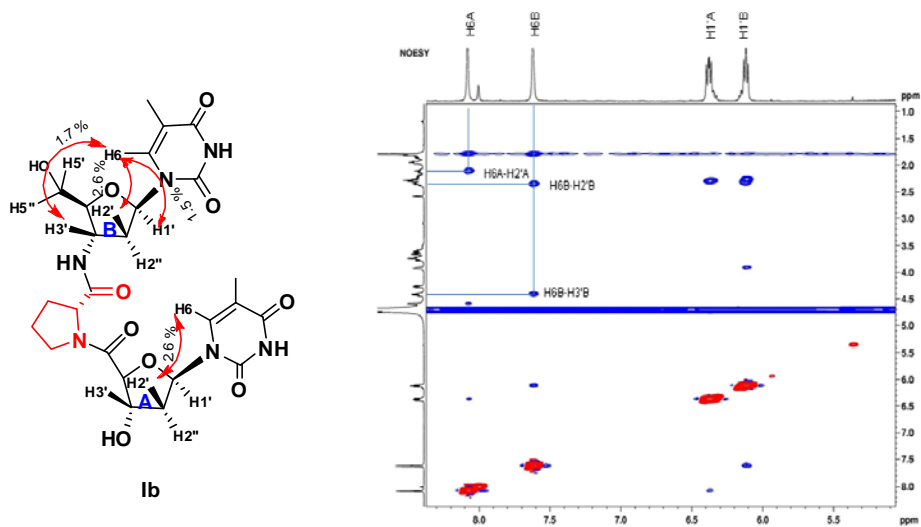 1.7 %
HO
H5'
H5"
2.6 %
H6
O
NH
N
O
O
1.5 %
H2'
H1'
H3'
B
H2"
HN
O
N
O
H6
O
NH
N
O
2.6 %
O
H2'
H1'
H3'
A
HO
H2"
Ib
H6A
H6B
H1'A
H1'B
NOESY
ppm
1.0
1.5
2.0
2.5
3.0
3.5
4.0
4.5
5.0
5.5
6.0
6.5
7.0
7.5
8.0
H6A-H2'A
H6B-H2'B
H6B-H3'B
8.0
7.5
7.0
6.5
6.0
5.5
5.0
ppm